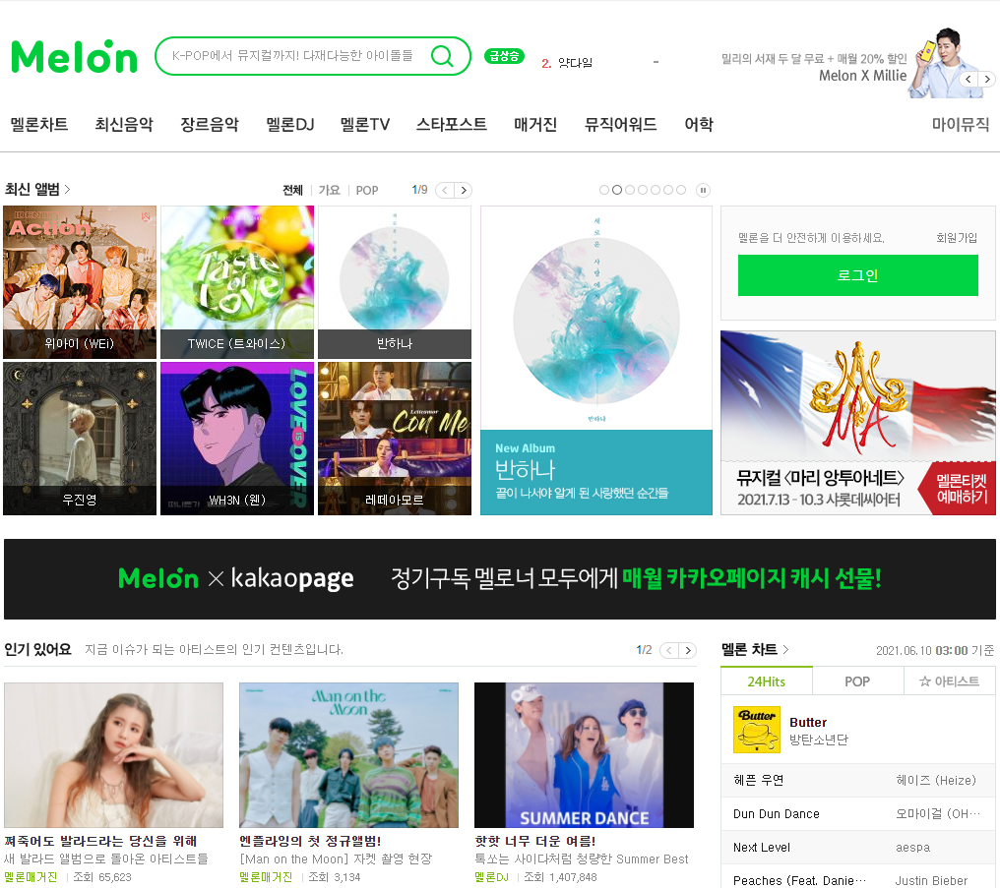 Melon
K-POP에서 뮤지컬까지! 다재다능한 아이돌들
급상승
2. 양다일 -
밀리의 서재 두 달 무료 + 매월 20% 할인
Melon X Millie
멜론차트 최신음악 장르음악 멜론DJ 멜론TV 스타포스트 매거진 뮤직어워드 어학 마이뮤직
최신 앨범
전체 가요 POP 1/9
Action
위아이 (WEi)
Taste of Love
TWICE (트와이스)
반하나
우진영
LOVE IS OVER
WH3N (웬)
Letteamor
Con Me
레떼아모르
새로운 사랑에
반하나
New Album
반하나
끝이 나서야 알게 된 사랑했던 순간들
멜론을 더 안전하게 이용하세요.
회원가입
로그인
MA
뮤지컬 <마리 앙투아네트>
2021.7.13 - 10.3 샤롯데씨어터
멜론티켓
예매하기
Melon × kakaopage 정기구독 멜로너 모두에게 매월 카카오페이지 캐시 선물!
인기 있어요 지금 이슈가 되는 아티스트의 인기 컨텐츠입니다. 1/2
Man on the Moon
SUMMER DANCE
쪄죽어도 발라드라는 당신을 위해
새 발라드 앨범으로 돌아온 아티스트들
멜론매거진 조회 65,623
엔플라잉의 첫 정규앨범!
[Man on the Moon] 자켓 촬영 현장
멜론매거진 조회 3,134
핫핫 너무 더운 여름!
톡쏘는 사이다처럼 청량한 Summer Best
멜론DJ 조회 1,407,848
멜론 차트
2021.06.10 03:00 기준
24Hits POP ☆ 아티스트
Butter
Butter
방탄소년단
헤픈 우연 헤이즈 (Heize)
Dun Dun Dance 오마이걸 (OH…
Next Level aespa
Peaches (Feat. Danie… Justin Bieber